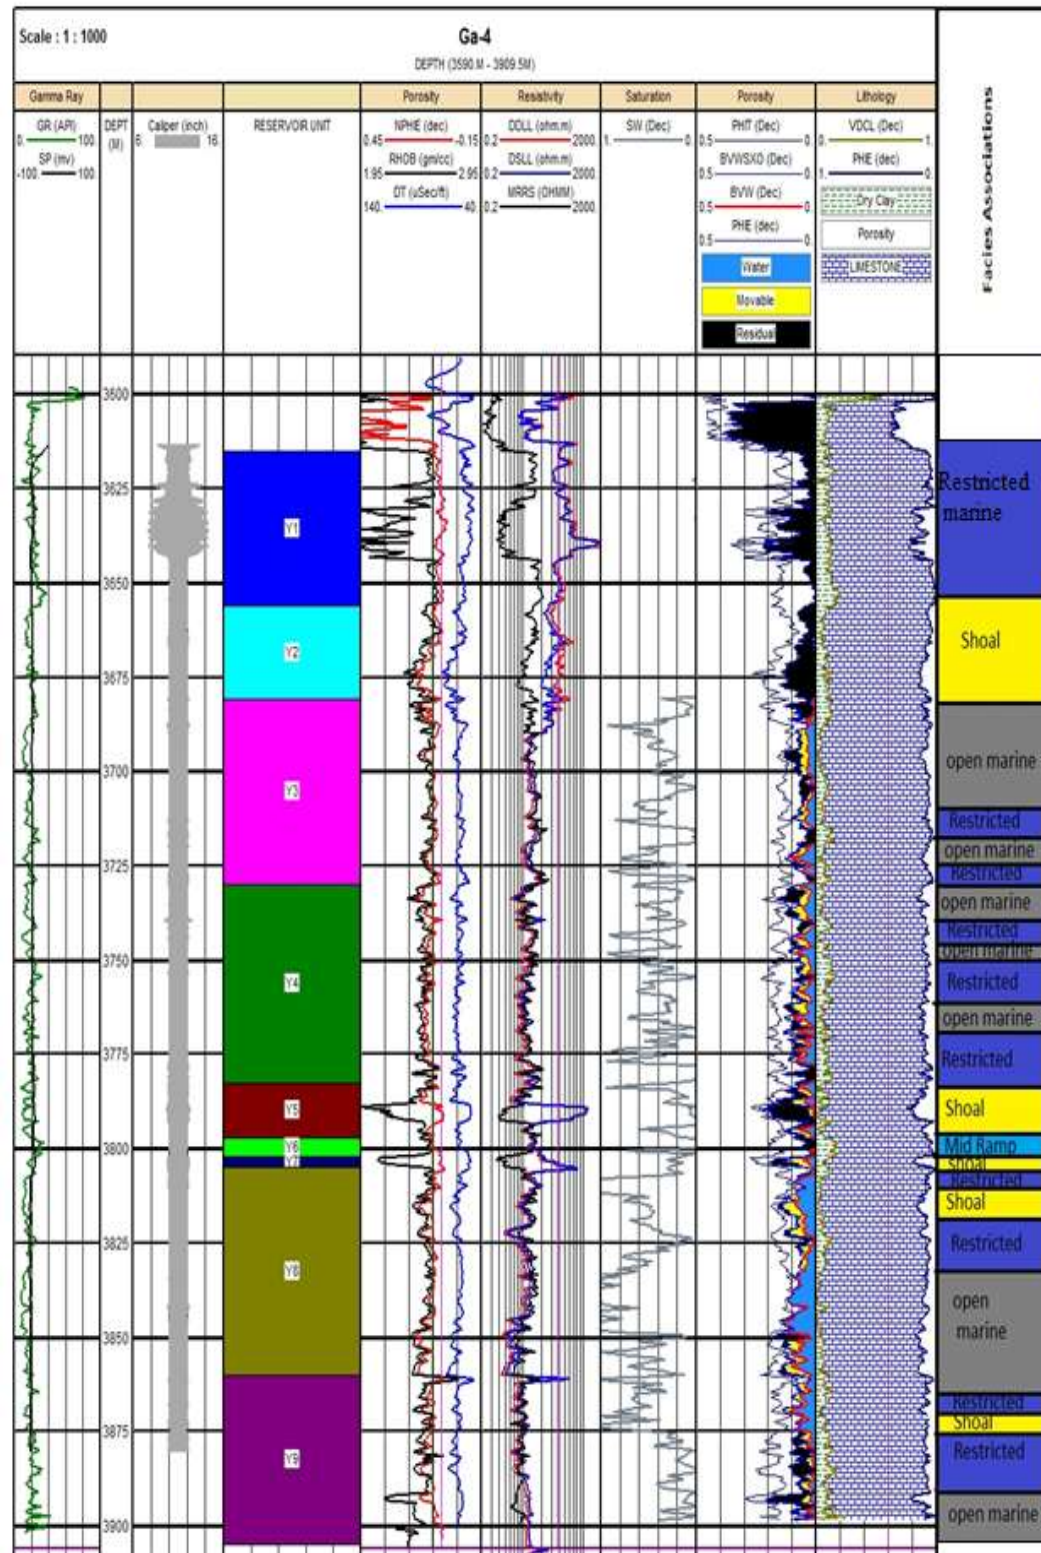 Scale : 1 : 1000
Ga-4
DEPTH (3590.M - 3909.5M)
Gamma Ray
Porosity
Resistivity
Saturation
Porosity
Lithology
GR (API)
0. 100.
SP (mv)
-100. 100.
DEPT
(M)
Caliper (inch)
6. 16.
RESERVOIR UNIT
NPHIE (dec)
0.45 -0.15
RHOB (gm/cc)
1.95 2.95
DT (uSec/ft)
140. 40.
DDLL (ohm.m)
0.2 2000.
DSLL (ohm.m)
0.2 2000.
MRRS (OHMM)
0.2 2000.
SW (Dec)
1. 0.
PHIT (Dec)
0.5 0.
BVWSXO (Dec)
0.5 0.
BVW (Dec)
0.5 0.
PHIE (dec)
0.5 0.
Water
Movable
Residual
VDCL (Dec)
0. 1.
PHIE (dec)
1. 0.
Dry Clay
Porosity
LIMESTONE
Facies Associations
3600
3625
3650
3675
3700
3725
3750
3775
3800
3825
3850
3875
3900
Y1
Y2
Y3
Y4
Y5
Y6
Y7
Y8
Y9
Restricted
marine
Shoal
open marine
Restricted
open marine
Restricted
open marine
Restricted
Open marine
Restricted
open marine
Restricted
Shoal
Mid Ramp
Shoal
Restricted
Shoal
Restricted
open
marine
Restricted
Shoal
Restricted
open marine